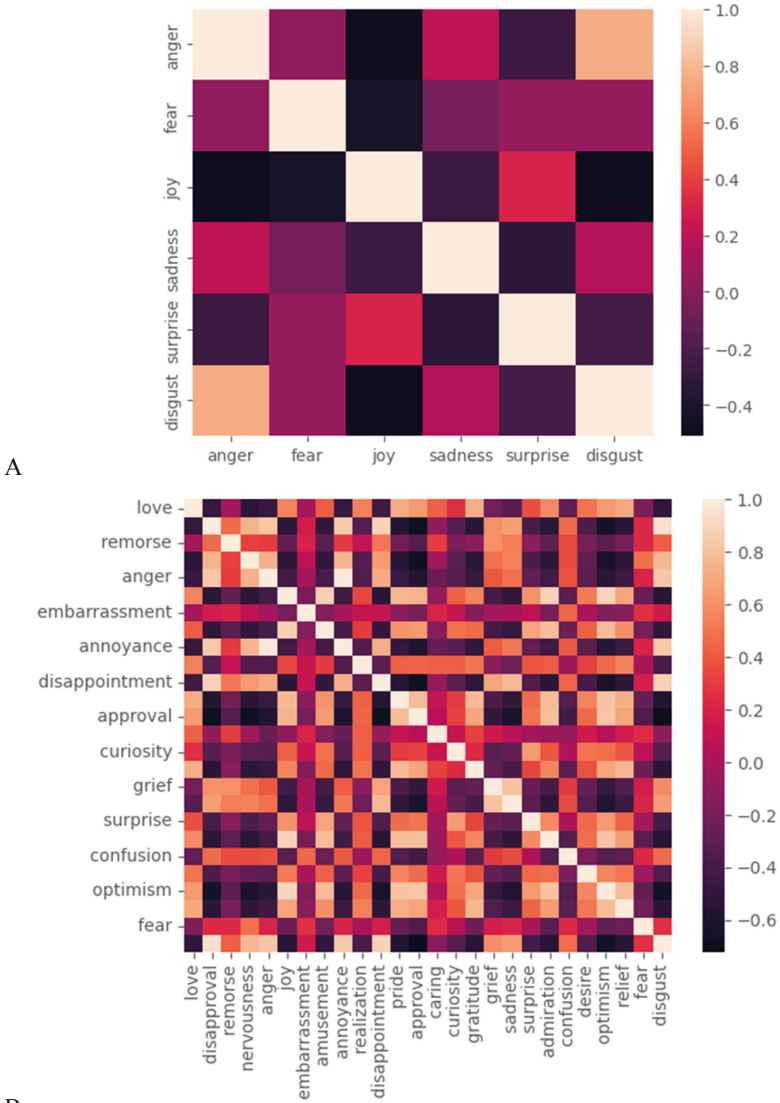 1.0
anger
0.8
fear
0.6
0.4
joy
0.2
sadness
0.0
surprise
−0.2
disgust
−0.4
anger fear joy sadness surprise disgust
A
love
1.0
remorse
0.8
anger
0.6
embarrassment
annoyance
0.4
disappointment
0.2
approval
curiosity
0.0
grief
−0.2
surprise
confusion
−0.4
optimism
−0.6
fear
love
disapproval
remorse
nervousness
anger
joy
embarrassment
amusement
annoyance
realization
disappointment
pride
approval
caring
curiosity
gratitude
grief
sadness
surprise
admiration
confusion
desire
optimism
relief
fear
disgust